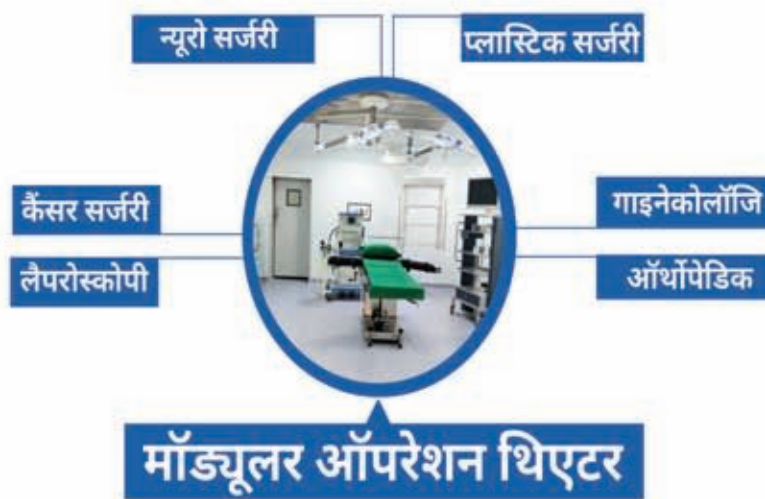 न्यूरो सर्जरी
प्लास्टिक सर्जरी
कैंसर सर्जरी
गाइनेकोलॉजि
लैपरोस्कोपी
ऑर्थोपेडिक
मॉड्यूलर ऑपरेशन थिएटर